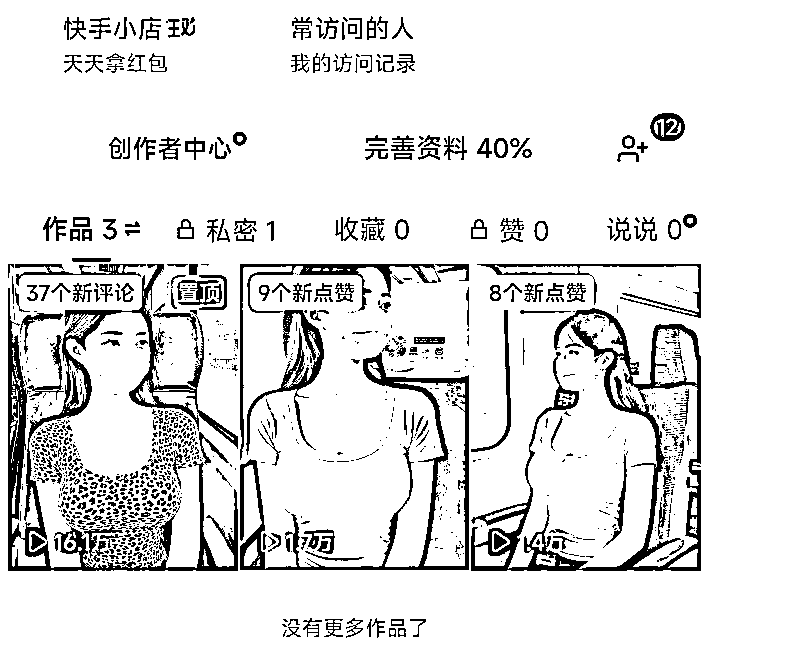 快手小店
常访问的人
天天拿红包
我的访问记录
创作者中心
完善资料 40%
12
作品 3
私密 1
收藏 0
赞 0
说说 0
37个新评论
置顶
9个新点赞
8个新点赞
16.1万
1.7万
1.4万
没有更多作品了